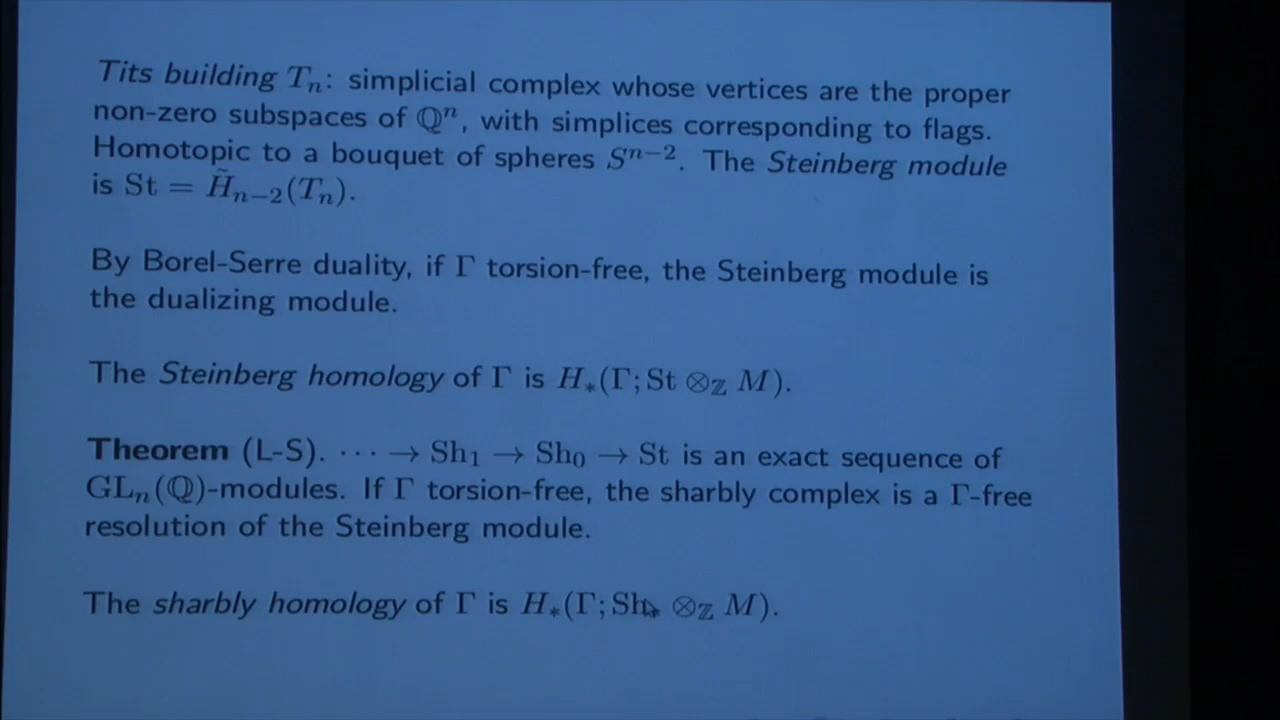 Tits building Tₙ: simplicial complex whose vertices are the proper
non-zero subspaces of ℚⁿ, with simplices corresponding to flags.
Homotopic to a bouquet of spheres Sⁿ⁻². The Steinberg module
is St = H̃ₙ₋₂(Tₙ).
By Borel-Serre duality, if Γ torsion-free, the Steinberg module is
the dualizing module.
The Steinberg homology of Γ is H₊(Γ; St ⊗_ℤ M).
Theorem (L-S). ⋯ → Sh₁ → Sh₀ → St is an exact sequence of
GLₙ(ℚ)-modules. If Γ torsion-free, the sharbly complex is a Γ-free
resolution of the Steinberg module.
The sharbly homology of Γ is H_*(Γ; Sh_* ⊗_ℤ M).